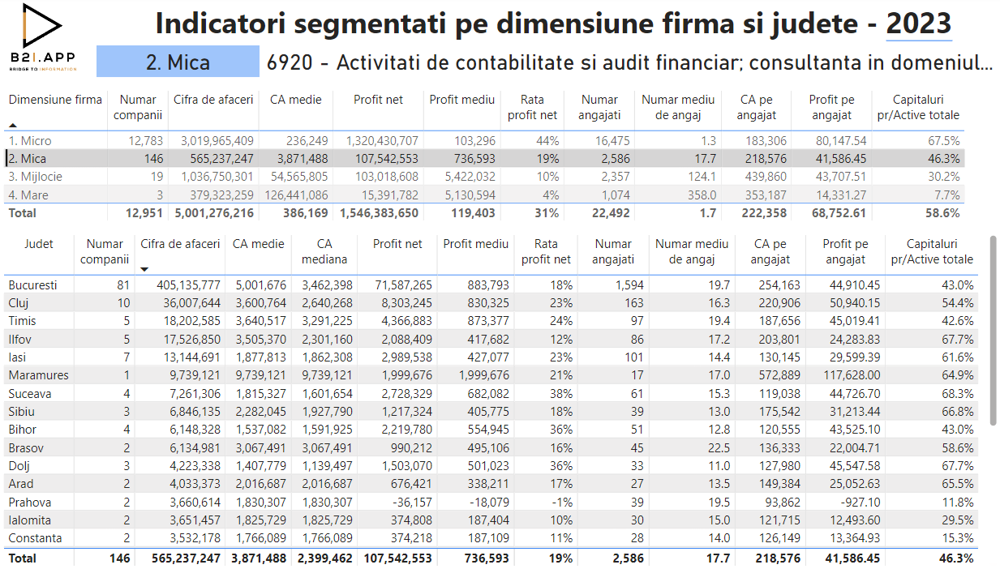 Indicatori segmentati pe dimensiune firma si judete - 2023
B2I.APP
BRIDGE TO INFORMATION
2. Mica
6920 - Activitati de contabilitate si audit financiar; consultanta in domeniul...
Dimensiune firma Numar companii Cifra de afaceri CA medie Profit net Profit mediu Rata profit net Numar angajati Numar mediu de angaj CA pe angajat Profit pe angajat Capitaluri pr/Active totale
1. Micro 12,783 3,019,965,409 236,249 1,320,430,707 103,296 44% 16,475 1.3 183,306 80,147.54 67.5%
2. Mica 146 565,237,247 3,871,488 107,542,553 736,593 19% 2,586 17.7 218,576 41,586.45 46.3%
3. Mijlocie 19 1,036,750,301 54,565,805 103,018,608 5,422,032 10% 2,357 124.1 439,860 43,707.51 30.2%
4. Mare 3 379,323,259 126,441,086 15,391,782 5,130,594 4% 1,074 358.0 353,187 14,331.27 7.7%
Total 12,951 5,001,276,216 386,169 1,546,383,650 119,403 31% 22,492 1.7 222,358 68,752.61 58.6%
Judet Numar companii Cifra de afaceri CA medie CA mediana Profit net Profit mediu Rata profit net Numar angajati Numar mediu de angaj CA pe angajat Profit pe angajat Capitaluri pr/Active totale
Bucuresti 81 405,135,777 5,001,676 3,462,398 71,587,265 883,793 18% 1,594 19.7 254,163 44,910.45 43.0%
Cluj 10 36,007,644 3,600,764 2,640,268 8,303,245 830,325 23% 163 16.3 220,906 50,940.15 54.4%
Timis 5 18,202,585 3,640,517 3,291,225 4,366,883 873,377 24% 97 19.4 187,656 45,019.41 42.6%
Ilfov 5 17,526,850 3,505,370 2,301,160 2,088,409 417,682 12% 86 17.2 203,801 24,283.83 67.7%
Iasi 7 13,144,691 1,877,813 1,862,308 2,989,538 427,077 23% 101 14.4 130,145 29,599.39 61.6%
Maramures 1 9,739,121 9,739,121 9,739,121 1,999,676 1,999,676 21% 17 17.0 572,889 117,628.00 64.9%
Suceava 4 7,261,306 1,815,327 1,601,654 2,728,329 682,082 38% 61 15.3 119,038 44,726.70 68.3%
Sibiu 3 6,846,135 2,282,045 1,927,790 1,217,324 405,775 18% 39 13.0 175,542 31,213.44 66.8%
Bihor 4 6,148,328 1,537,082 1,591,925 2,219,780 554,945 36% 51 12.8 120,555 43,525.10 43.0%
Brasov 2 6,134,981 3,067,491 3,067,491 990,212 495,106 16% 45 22.5 136,333 22,004.71 58.6%
Dolj 3 4,223,338 1,407,779 1,139,497 1,503,070 501,023 36% 33 11.0 127,980 45,547.58 67.7%
Arad 2 4,033,373 2,016,687 2,016,687 676,421 338,211 17% 27 13.5 149,384 25,052.63 65.5%
Prahova 2 3,660,614 1,830,307 1,830,307 -36,157 -18,079 -1% 39 19.5 93,862 -927.10 11.8%
Ialomita 2 3,651,457 1,825,729 1,825,729 374,808 187,404 10% 30 15.0 121,715 12,493.60 29.5%
Constanta 2 3,532,178 1,766,089 1,766,089 374,218 187,109 11% 28 14.0 126,149 13,364.93 15.3%
Total 146 565,237,247 3,871,488 2,399,462 107,542,553 736,593 19% 2,586 17.7 218,576 41,586.45 46.3%